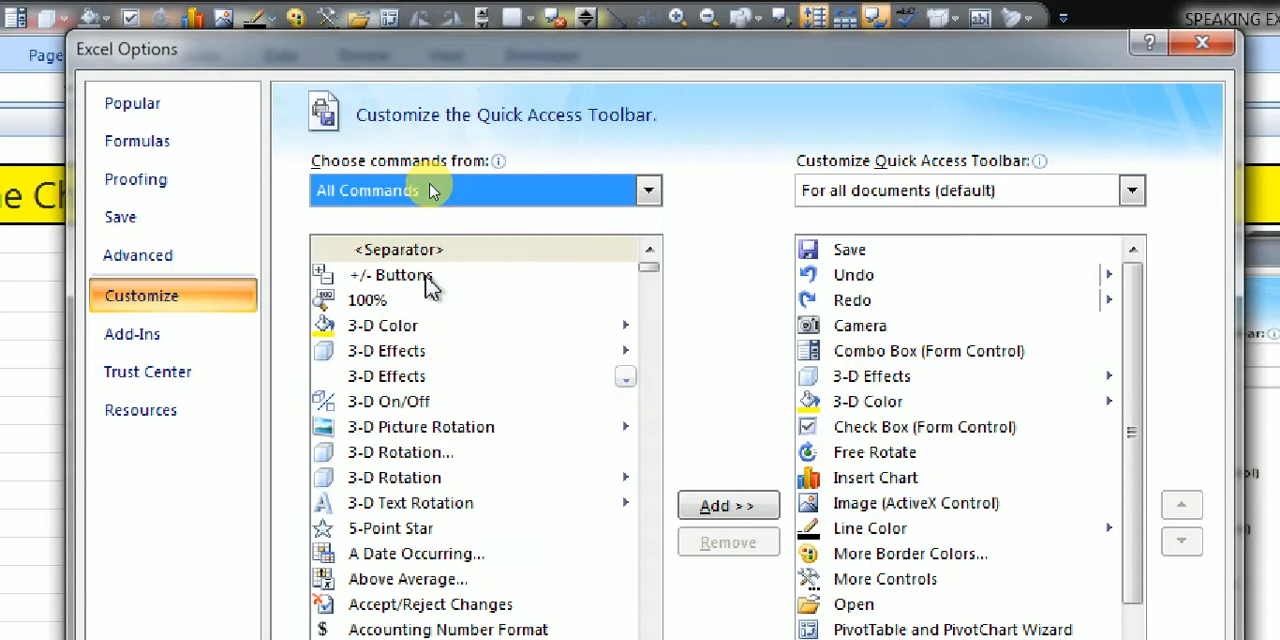 SPEAKING EX
Page
Excel Options
ne Ch
Popular
Formulas
Proofing
Save
Advanced
Customize
Add-Ins
Trust Center
Resources
Customize the Quick Access Toolbar.
Choose commands from:
All Commands
<Separator>
+/- Buttons
100%
3-D Color
3-D Effects
3-D Effects
3-D On/Off
3-D Picture Rotation
3-D Rotation...
3-D Rotation
3-D Text Rotation
5-Point Star
A Date Occurring...
Above Average...
Accept/Reject Changes
$ Accounting Number Format
Add >>
Remove
Customize Quick Access Toolbar:
For all documents (default)
Save
Undo
Redo
Camera
Combo Box (Form Control)
3-D Effects
3-D Color
Check Box (Form Control)
Free Rotate
Insert Chart
Image (ActiveX Control)
Line Color
More Border Colors...
More Controls
Open
PivotTable and PivotChart Wizard